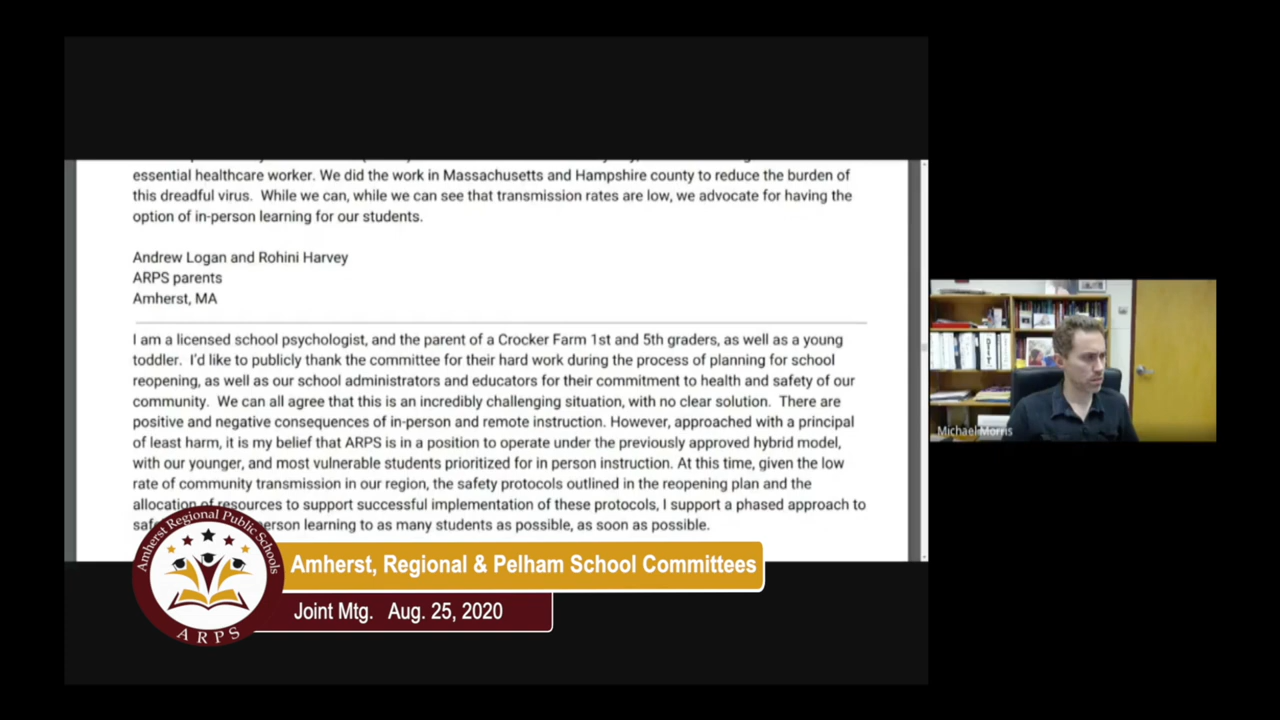 essential healthcare worker. We did the work in Massachusetts and Hampshire county to reduce the burden of
this dreadful virus.  While we can, while we can see that transmission rates are low, we advocate for having the
option of in-person learning for our students.
Andrew Logan and Rohini Harvey
ARPS parents
Amherst, MA
I am a licensed school psychologist, and the parent of a Crocker Farm 1st and 5th graders, as well as a young
toddler.  I'd like to publicly thank the committee for their hard work during the process of planning for school
reopening, as well as our school administrators and educators for their commitment to health and safety of our
community.  We can all agree that this is an incredibly challenging situation, with no clear solution.  There are
positive and negative consequences of in-person and remote instruction. However, approached with a principal
of least harm, it is my belief that ARPS is in a position to operate under the previously approved hybrid model,
with our younger, and most vulnerable students prioritized for in person instruction. At this time, given the low
rate of community transmission in our region, the safety protocols outlined in the reopening plan and the
allocation of resources to support successful implementation of these protocols, I support a phased approach to
person learning to as many students as possible, as soon as possible.
Michael Morris
Amherst Regional Public Schools
ARPS
Amherst, Regional & Pelham School Committees
Joint Mtg.   Aug. 25, 2020